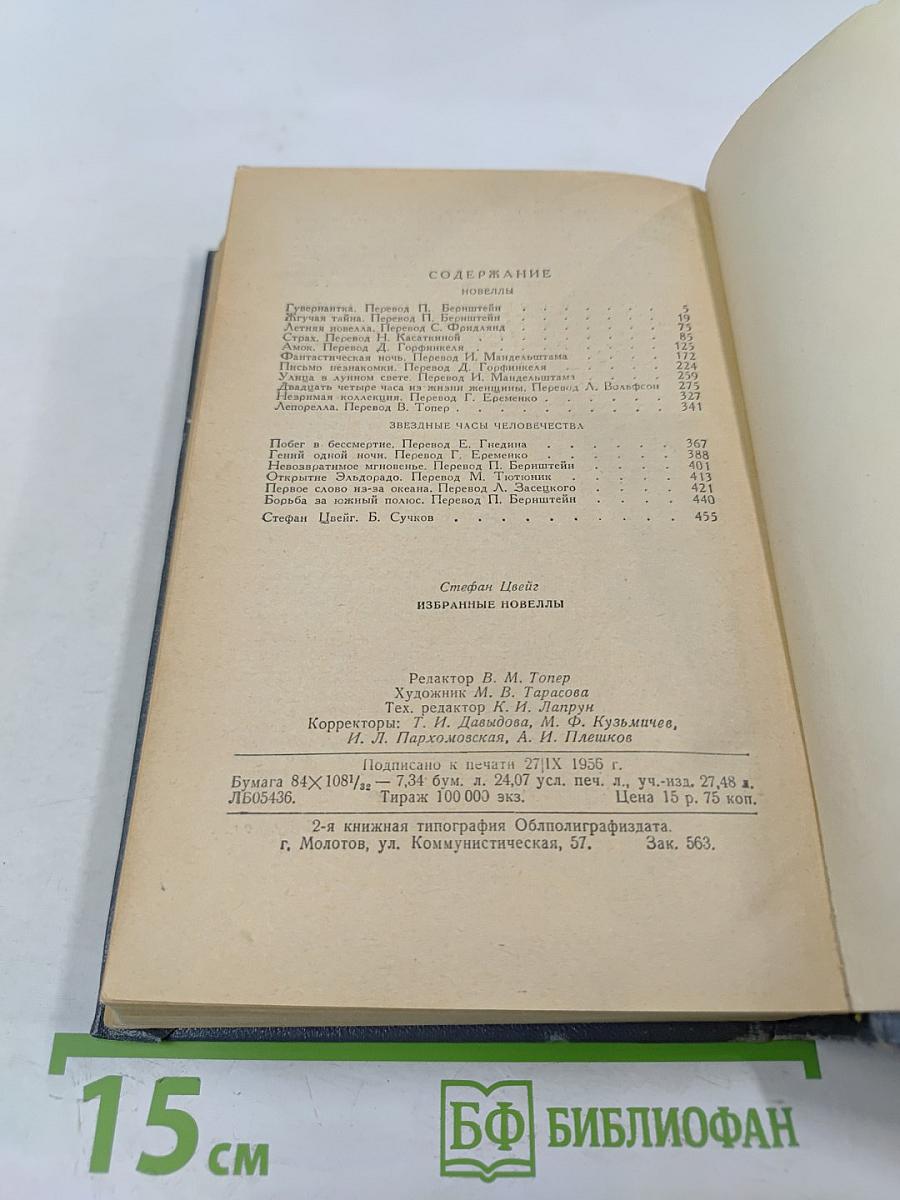 СОДЕРЖАНИЕ
НОВЕЛЛЫ
Гувернантка. Перевод П. Бернштейн . . . . . . . . 5
Жгучая тайна. Перевод П. Бернштейн . . . . . . . . 19
Летняя новелла. Перевод С. Фридлянд . . . . . . . . 75
Страх. Перевод Н. Касаткиной . . . . . . . . 85
Амок. Перевод Д. Горфинкеля . . . . . . . . 125
Фантастическая ночь. Перевод И. Мандельштама . . . . 172
Письмо незнакомки. Перевод Д. Горфинкеля . . . . . 224
Улица в лунном свете. Перевод И. Мандельштама . . . . 259
Двадцать четыре часа из жизни женщины. Перевод Л. Вольфсон 275
Незримая коллекция. Перевод Г. Еременко . . . . . 327
Лепорелла. Перевод В. Топер . . . . . . . . . 341
ЗВЕЗДНЫЕ ЧАСЫ ЧЕЛОВЕЧЕСТВА
Побег в бессмертие. Перевод Е. Гнедина . . . . . . 367
Гений одной ночи. Перевод Г. Еременко . . . . . . 388
Невозвратимое мгновенье. Перевод П. Бернштейн . . . . 401
Открытие Эльдорадо. Перевод М. Тютюник . . . . . 413
Первое слово из-за океана. Перевод Л. Засецкого . . . . 421
Борьба за южный полюс. Перевод П. Бернштейн . . . . 440
Стефан Цвейг. Б. Сучков . . . . . . . . . . 455
Стефан Цвейг
ИЗБРАННЫЕ НОВЕЛЛЫ
Редактор В. М. Топер
Художник М. В. Тарасова
Тех. редактор К. И. Лапрун
Корректоры: Т. И. Давыдова, М. Ф. Кузьмичев,
И. Л. Пархомовская, А. И. Плешков
Подписано к печати 27|IX 1956 г.
Бумага 84×108¹/₃₂ — 7,34 бум. л. 24,07 усл. печ. л., уч.-изд. 27,48 л.
ЛБ05436. Тираж 100 000 экз. Цена 15 р. 75 коп.
2-я книжная типография Облполиграфиздата.
г. Молотов, ул. Коммунистическая, 57. Зак. 563.
15 см
БФ БИБЛИОФАН